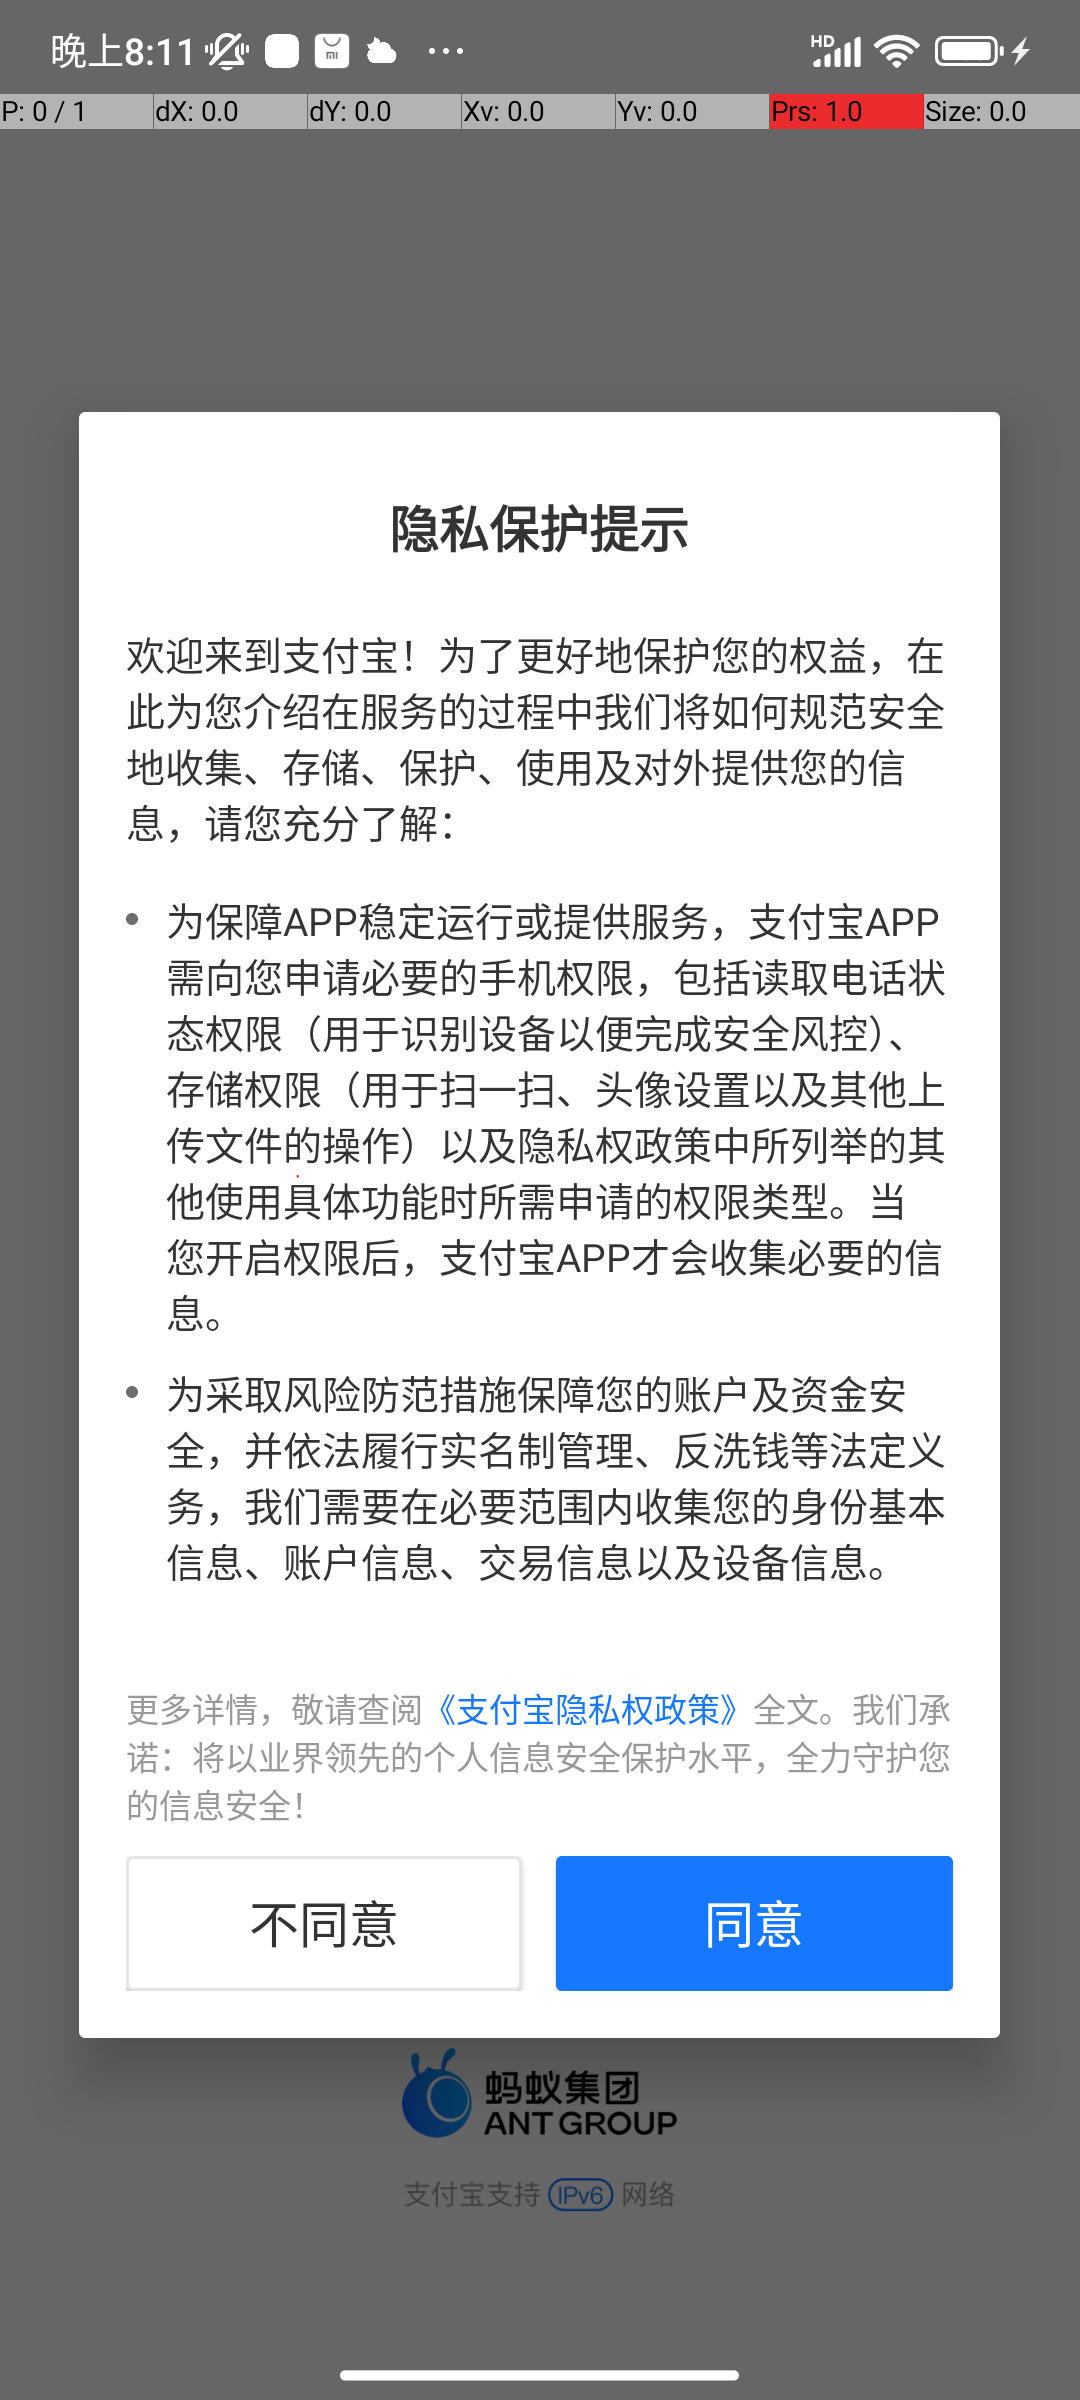 晚上8:11
mi
HD
P: 0 / 1 dX: 0.0 dY: 0.0 Xv: 0.0 Yv: 0.0 Prs: 1.0 Size: 0.0
隐私保护提示
欢迎来到支付宝！为了更好地保护您的权益，在
此为您介绍在服务的过程中我们将如何规范安全
地收集、存储、保护、使用及对外提供您的信
息，请您充分了解：
为保障APP稳定运行或提供服务，支付宝APP
需向您申请必要的手机权限，包括读取电话状
态权限（用于识别设备以便完成安全风控）、
存储权限（用于扫一扫、头像设置以及其他上
传文件的操作）以及隐私权政策中所列举的其
他使用具体功能时所需申请的权限类型。当
您开启权限后，支付宝APP才会收集必要的信
息。
为采取风险防范措施保障您的账户及资金安
全，并依法履行实名制管理、反洗钱等法定义
务，我们需要在必要范围内收集您的身份基本
信息、账户信息、交易信息以及设备信息。
更多详情，敬请查阅《支付宝隐私权政策》全文。我们承
诺：将以业界领先的个人信息安全保护水平，全力守护您
的信息安全！
不同意
同意
蚂蚁集团
ANT GROUP
支付宝支持 IPv6 网络